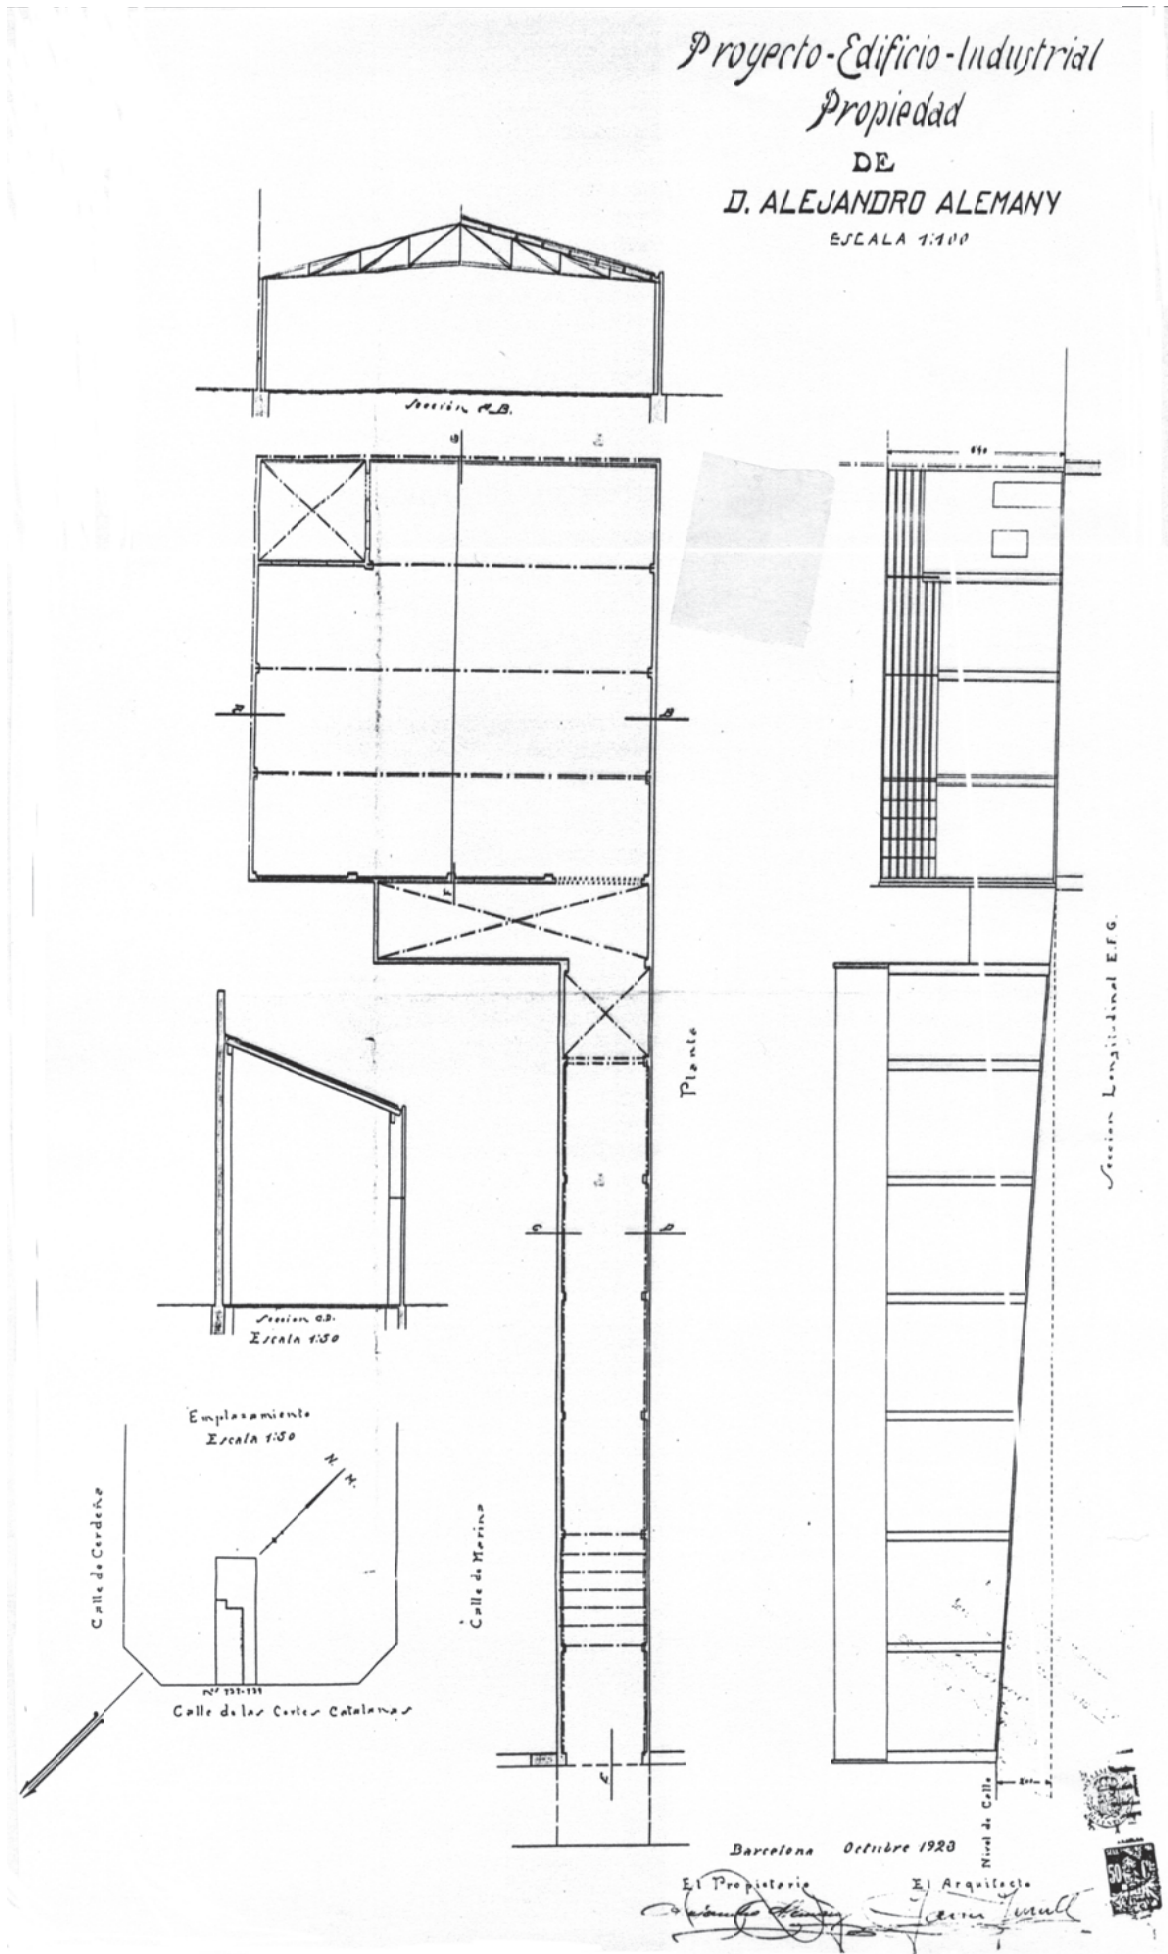 Proyecto-Edificio-Industrial
Propiedad
DE
D. ALEJANDRO ALEMANY
ESCALA 1:100
Sección A.B.
G
A
B
F
Planta
C
D
E
Sección C.D.
Escala 1:50
Emplazamiento
Escala 1:50
N. M.
Calle de Cerdeña
Calle de Marina
Calle de las Cortes Catalanas
Sección Longitudinal E.F.G.
Nivel de Calle
Barcelona Octubre 1923
El Propietario
El Arquitecto
50